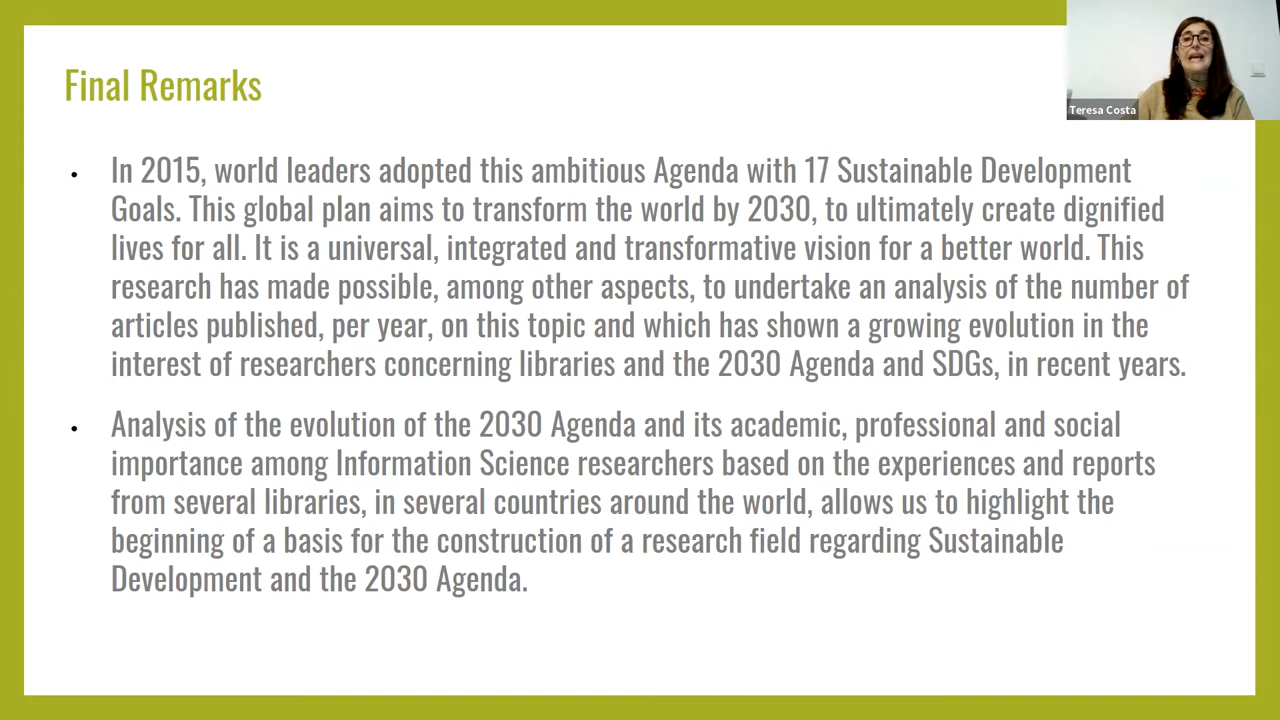 Final Remarks
Teresa Costa
• In 2015, world leaders adopted this ambitious Agenda with 17 Sustainable Development
Goals. This global plan aims to transform the world by 2030, to ultimately create dignified
lives for all. It is a universal, integrated and transformative vision for a better world. This
research has made possible, among other aspects, to undertake an analysis of the number of
articles published, per year, on this topic and which has shown a growing evolution in the
interest of researchers concerning libraries and the 2030 Agenda and SDGs, in recent years.
• Analysis of the evolution of the 2030 Agenda and its academic, professional and social
importance among Information Science researchers based on the experiences and reports
from several libraries, in several countries around the world, allows us to highlight the
beginning of a basis for the construction of a research field regarding Sustainable
Development and the 2030 Agenda.